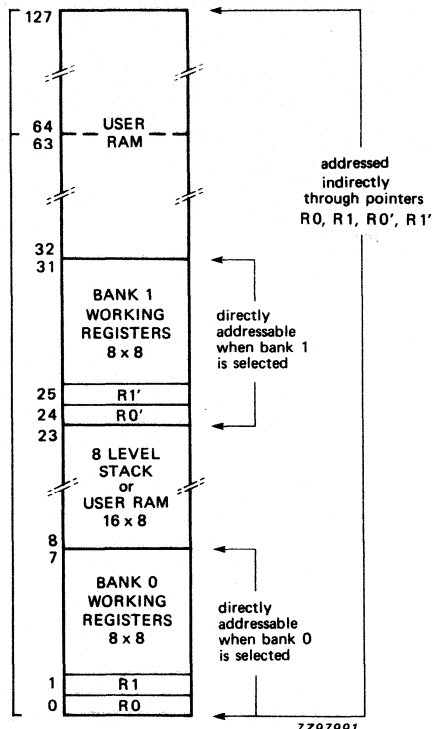 127
64
63
USER
RAM
addressed
indirectly
through pointers
R0, R1, R0', R1'
32
31
BANK 1
WORKING
REGISTERS
8 x 8
directly
addressable
when bank 1
is selected
25
R1'
24
R0'
23
8 LEVEL
STACK
or
USER RAM
16 x 8
8
7
BANK 0
WORKING
REGISTERS
8 x 8
directly
addressable
when bank 0
is selected
1
R1
0
R0
7Z97991